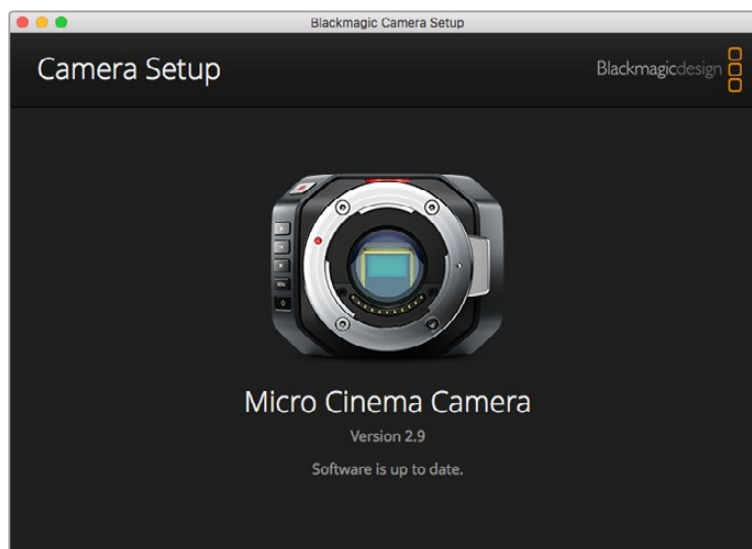 Blackmagic Camera Setup
Camera Setup
Blackmagicdesign
Micro Cinema Camera
Version 2.9
Software is up to date.